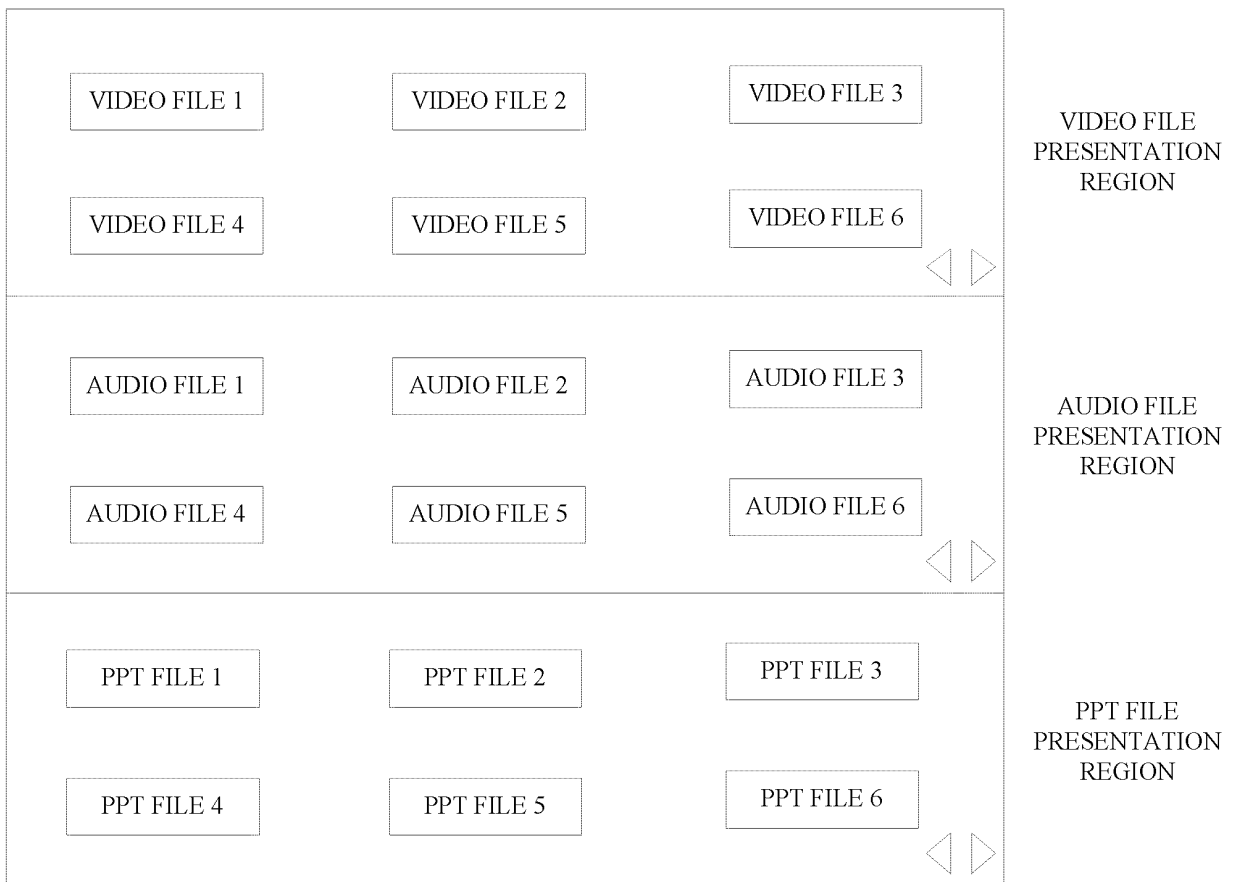 VIDEO FILE 1
VIDEO FILE 2
VIDEO FILE 3
VIDEO FILE 4
VIDEO FILE 5
VIDEO FILE 6
VIDEO FILE
PRESENTATION
REGION
AUDIO FILE 1
AUDIO FILE 2
AUDIO FILE 3
AUDIO FILE 4
AUDIO FILE 5
AUDIO FILE 6
AUDIO FILE
PRESENTATION
REGION
PPT FILE 1
PPT FILE 2
PPT FILE 3
PPT FILE 4
PPT FILE 5
PPT FILE 6
PPT FILE
PRESENTATION
REGION